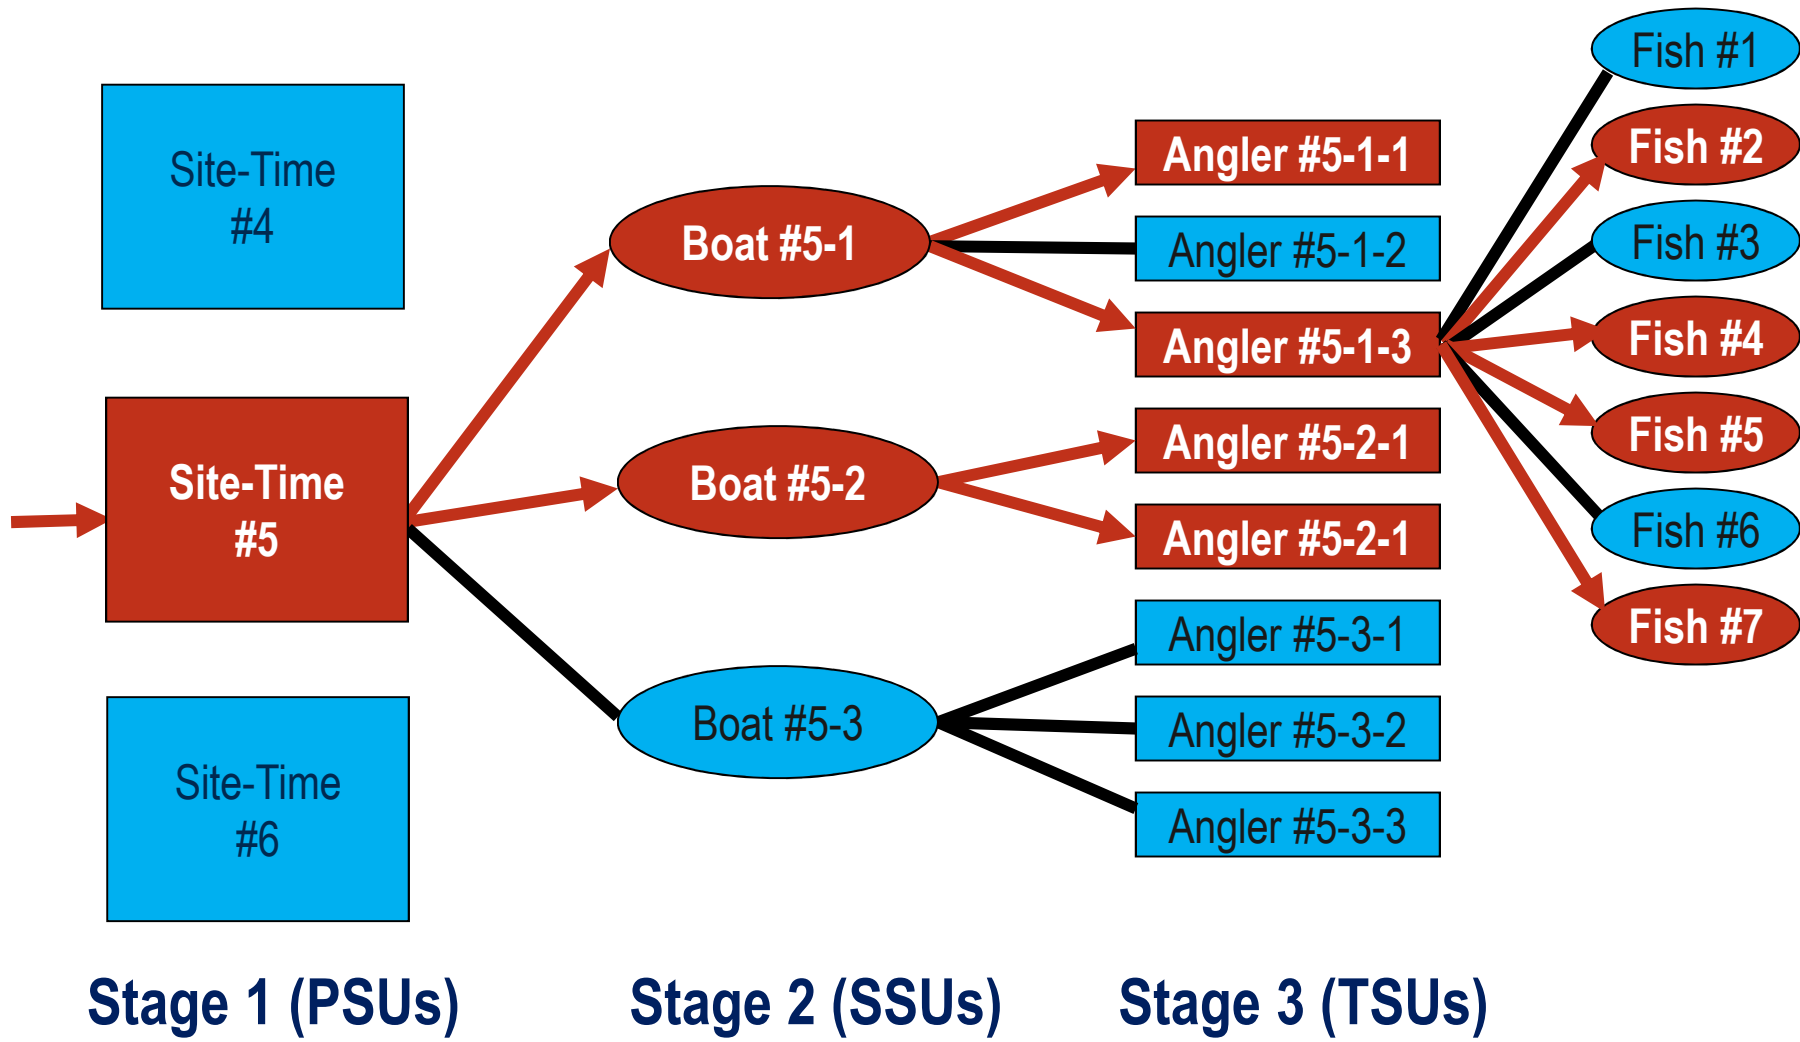 Site-Time
#4
Site-Time
#5
Site-Time
#6
Boat #5-1
Boat #5-2
Boat #5-3
Angler #5-1-1
Angler #5-1-2
Angler #5-1-3
Angler #5-2-1
Angler #5-2-1
Angler #5-3-1
Angler #5-3-2
Angler #5-3-3
Fish #1
Fish #2
Fish #3
Fish #4
Fish #5
Fish #6
Fish #7
Stage 1 (PSUs)
Stage 2 (SSUs)
Stage 3 (TSUs)